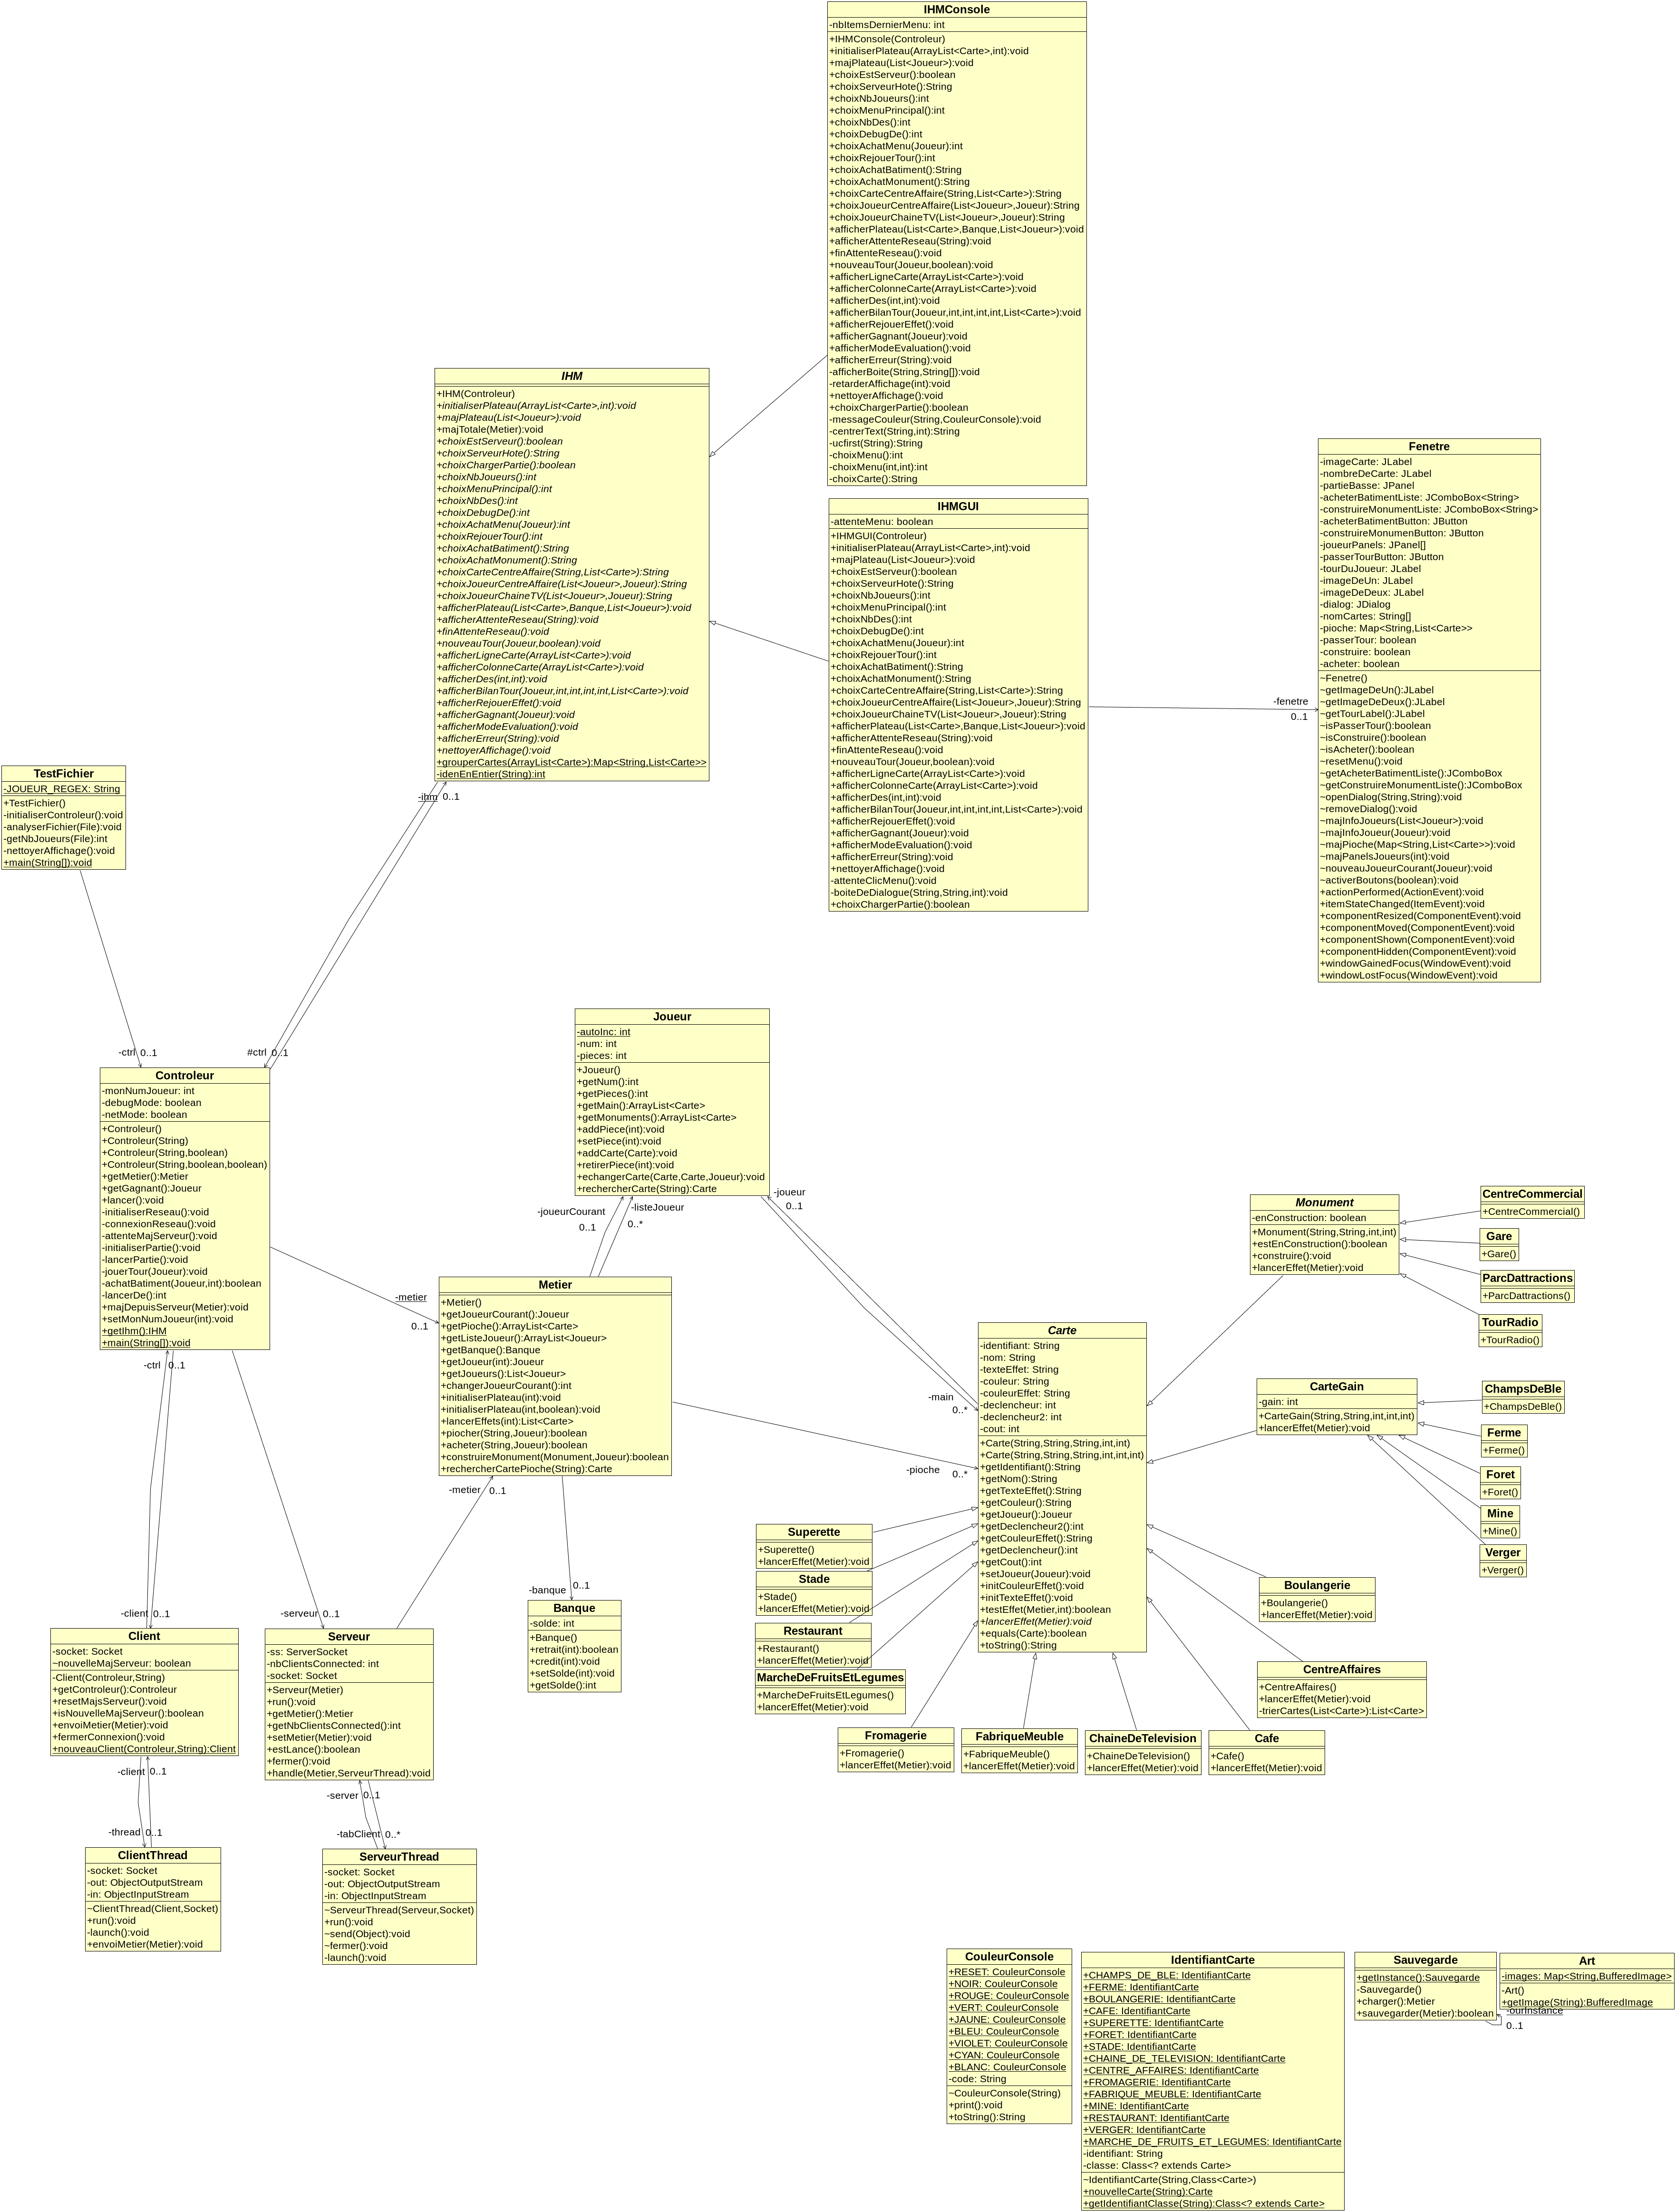 IHMConsole
-nbItemsDernierMenu: int
+IHMConsole(Controleur)
+initialiserPlateau(ArrayList<Carte>,int):void
+majPlateau(List<Joueur>):void
+choixEstServeur():boolean
+choixServeurHote():String
+choixNbJoueurs():int
+choixMenuPrincipal():int
+choixNbDes():int
+choixDebugDe():int
+choixAchatMenu(Joueur):int
+choixRejouerTour():int
+choixAchatBatiment():String
+choixAchatMonument():String
+choixCarteCentreAffaire(String,List<Carte>):String
+choixJoueurCentreAffaire(List<Joueur>,Joueur):String
+choixJoueurChaineTV(List<Joueur>,Joueur):String
+afficherPlateau(List<Carte>,Banque,List<Joueur>):void
+afficherAttenteReseau(String):void
+finAttenteReseau():void
+nouveauTour(Joueur,boolean):void
+afficherLigneCarte(ArrayList<Carte>):void
+afficherColonneCarte(ArrayList<Carte>):void
+afficherDes(int,int):void
+afficherBilanTour(Joueur,int,int,int,int,List<Carte>):void
+afficherRejouerEffet():void
+afficherGagnant(Joueur):void
+afficherModeEvaluation():void
+afficherErreur(String):void
-afficherBoite(String,String[]):void
-retarderAffichage(int):void
+nettoyerAffichage():void
+choixChargerPartie():boolean
-messageCouleur(String,CouleurConsole):void
-centrerText(String,int):String
-ucfirst(String):String
-choixMenu():int
-choixMenu(int,int):int
-choixCarte():String
IHM
+IHM(Controleur)
+initialiserPlateau(ArrayList<Carte>,int):void
+majPlateau(List<Joueur>):void
+majTotale(Metier):void
+choixEstServeur():boolean
+choixServeurHote():String
+choixChargerPartie():boolean
+choixNbJoueurs():int
+choixMenuPrincipal():int
+choixNbDes():int
+choixDebugDe():int
+choixAchatMenu(Joueur):int
+choixRejouerTour():int
+choixAchatBatiment():String
+choixAchatMonument():String
+choixCarteCentreAffaire(String,List<Carte>):String
+choixJoueurCentreAffaire(List<Joueur>,Joueur):String
+choixJoueurChaineTV(List<Joueur>,Joueur):String
+afficherPlateau(List<Carte>,Banque,List<Joueur>):void
+afficherAttenteReseau(String):void
+finAttenteReseau():void
+nouveauTour(Joueur,boolean):void
+afficherLigneCarte(ArrayList<Carte>):void
+afficherColonneCarte(ArrayList<Carte>):void
+afficherDes(int,int):void
+afficherBilanTour(Joueur,int,int,int,int,List<Carte>):void
+afficherRejouerEffet():void
+afficherGagnant(Joueur):void
+afficherModeEvaluation():void
+afficherErreur(String):void
+nettoyerAffichage():void
+grouperCartes(ArrayList<Carte>):Map<String,List<Carte>>
-idenEnEntier(String):int
-ihm 0..1
IHMGUI
-attenteMenu: boolean
+IHMGUI(Controleur)
+initialiserPlateau(ArrayList<Carte>,int):void
+majPlateau(List<Joueur>):void
+choixEstServeur():boolean
+choixServeurHote():String
+choixNbJoueurs():int
+choixMenuPrincipal():int
+choixNbDes():int
+choixDebugDe():int
+choixAchatMenu(Joueur):int
+choixRejouerTour():int
+choixAchatBatiment():String
+choixAchatMonument():String
+choixCarteCentreAffaire(String,List<Carte>):String
+choixJoueurCentreAffaire(List<Joueur>,Joueur):String
+choixJoueurChaineTV(List<Joueur>,Joueur):String
+afficherPlateau(List<Carte>,Banque,List<Joueur>):void
+afficherAttenteReseau(String):void
+finAttenteReseau():void
+nouveauTour(Joueur,boolean):void
+afficherLigneCarte(ArrayList<Carte>):void
+afficherColonneCarte(ArrayList<Carte>):void
+afficherDes(int,int):void
+afficherBilanTour(Joueur,int,int,int,int,List<Carte>):void
+afficherRejouerEffet():void
+afficherGagnant(Joueur):void
+afficherModeEvaluation():void
+afficherErreur(String):void
+nettoyerAffichage():void
-attenteClicMenu():void
-boiteDeDialogue(String,String,int):void
+choixChargerPartie():boolean
-fenetre
0..1
Fenetre
-imageCarte: JLabel
-nombreDeCarte: JLabel
-partieBasse: JPanel
-acheterBatimentListe: JComboBox<String>
-construireMonumentListe: JComboBox<String>
-acheterBatimentButton: JButton
-construireMonumenButton: JButton
-joueurPanels: JPanel[]
-passerTourButton: JButton
-tourDuJoueur: JLabel
-imageDeUn: JLabel
-imageDeDeux: JLabel
-dialog: JDialog
-nomCartes: String[]
-pioche: Map<String,List<Carte>>
-passerTour: boolean
-construire: boolean
-acheter: boolean
~Fenetre()
~getImageDeUn():JLabel
~getImageDeDeux():JLabel
~getTourLabel():JLabel
~isPasserTour():boolean
~isConstruire():boolean
~isAcheter():boolean
~resetMenu():void
~getAcheterBatimentListe():JComboBox
~getConstruireMonumentListe():JComboBox
~openDialog(String,String):void
~removeDialog():void
~majInfoJoueurs(List<Joueur>):void
~majInfoJoueur(Joueur):void
~majPioche(Map<String,List<Carte>>):void
~majPanelsJoueurs(int):void
~nouveauJoueurCourant(Joueur):void
~activerBoutons(boolean):void
+actionPerformed(ActionEvent):void
+itemStateChanged(ItemEvent):void
+componentResized(ComponentEvent):void
+componentMoved(ComponentEvent):void
+componentShown(ComponentEvent):void
+componentHidden(ComponentEvent):void
+windowGainedFocus(WindowEvent):void
+windowLostFocus(WindowEvent):void
TestFichier
-JOUEUR_REGEX: String
+TestFichier()
-initialiserControleur():void
-analyserFichier(File):void
-getNbJoueurs(File):int
-nettoyerAffichage():void
+main(String[]):void
-ctrl 0..1
#ctrl 0..1
Controleur
-monNumJoueur: int
-debugMode: boolean
-netMode: boolean
+Controleur()
+Controleur(String)
+Controleur(String,boolean)
+Controleur(String,boolean,boolean)
+getMetier():Metier
+getGagnant():Joueur
+lancer():void
-initialiserReseau():void
-connexionReseau():void
-attenteMajServeur():void
-initialiserPartie():void
-lancerPartie():void
-jouerTour(Joueur):void
-achatBatiment(Joueur,int):boolean
-lancerDe():int
+majDepuisServeur(Metier):void
+setMonNumJoueur(int):void
+getIhm():IHM
+main(String[]):void
-ctrl 0..1
-metier
0..1
Joueur
-autoInc: int
-num: int
-pieces: int
+Joueur()
+getNum():int
+getPieces():int
+getMain():ArrayList<Carte>
+getMonuments():ArrayList<Carte>
+addPiece(int):void
+setPiece(int):void
+addCarte(Carte):void
+retirerPiece(int):void
+echangerCarte(Carte,Carte,Joueur):void
+rechercherCarte(String):Carte
-joueur
0..1
-joueurCourant
0..1
-listeJoueur
0..*
Metier
+Metier()
+getJoueurCourant():Joueur
+getPioche():ArrayList<Carte>
+getListeJoueur():ArrayList<Joueur>
+getBanque():Banque
+getJoueur(int):Joueur
+getJoueurs():List<Joueur>
+changerJoueurCourant():int
+initialiserPlateau(int):void
+initialiserPlateau(int,boolean):void
+lancerEffets(int):List<Carte>
+piocher(String,Joueur):boolean
+acheter(String,Joueur):boolean
+construireMonument(Monument,Joueur):boolean
+rechercherCartePioche(String):Carte
-metier 0..1
-main
0..*
-pioche 0..*
Carte
-identifiant: String
-nom: String
-texteEffet: String
-couleur: String
-couleurEffet: String
-declencheur: int
-declencheur2: int
-cout: int
+Carte(String,String,String,int,int)
+Carte(String,String,String,int,int,int)
+getIdentifiant():String
+getNom():String
+getTexteEffet():String
+getCouleur():String
+getJoueur():Joueur
+getDeclencheur2():int
+getCouleurEffet():String
+getDeclencheur():int
+getCout():int
+setJoueur(Joueur):void
+initCouleurEffet():void
+initTexteEffet():void
+testEffet(Metier,int):boolean
+lancerEffet(Metier):void
+equals(Carte):boolean
+toString():String
Monument
-enConstruction: boolean
+Monument(String,String,int,int)
+estEnConstruction():boolean
+construire():void
+lancerEffet(Metier):void
CentreCommercial
+CentreCommercial()
Gare
+Gare()
ParcDattractions
+ParcDattractions()
TourRadio
+TourRadio()
CarteGain
-gain: int
+CarteGain(String,String,int,int,int)
+lancerEffet(Metier):void
ChampsDeBle
+ChampsDeBle()
Ferme
+Ferme()
Foret
+Foret()
Mine
+Mine()
Verger
+Verger()
Superette
+Superette()
+lancerEffet(Metier):void
Stade
+Stade()
+lancerEffet(Metier):void
Restaurant
+Restaurant()
+lancerEffet(Metier):void
MarcheDeFruitsEtLegumes
+MarcheDeFruitsEtLegumes()
+lancerEffet(Metier):void
Boulangerie
+Boulangerie()
+lancerEffet(Metier):void
CentreAffaires
+CentreAffaires()
+lancerEffet(Metier):void
-trierCartes(List<Carte>):List<Carte>
Fromagerie
+Fromagerie()
+lancerEffet(Metier):void
FabriqueMeuble
+FabriqueMeuble()
+lancerEffet(Metier):void
ChaineDeTelevision
+ChaineDeTelevision()
+lancerEffet(Metier):void
Cafe
+Cafe()
+lancerEffet(Metier):void
-banque 0..1
Banque
-solde: int
+Banque()
+retrait(int):boolean
+credit(int):void
+setSolde(int):void
+getSolde():int
-client 0..1
Client
-socket: Socket
~nouvelleMajServeur: boolean
-Client(Controleur,String)
+getControleur():Controleur
+resetMajsServeur():void
+isNouvelleMajServeur():boolean
+envoiMetier(Metier):void
+fermerConnexion():void
+nouveauClient(Controleur,String):Client
-client 0..1
-serveur 0..1
Serveur
-ss: ServerSocket
-nbClientsConnected: int
-socket: Socket
+Serveur(Metier)
+run():void
+getMetier():Metier
+getNbClientsConnected():int
+setMetier(Metier):void
+estLance():boolean
+fermer():void
+handle(Metier,ServeurThread):void
-server 0..1
-thread 0..1
ClientThread
-socket: Socket
-out: ObjectOutputStream
-in: ObjectInputStream
~ClientThread(Client,Socket)
+run():void
-launch():void
+envoiMetier(Metier):void
-tabClient 0..*
ServeurThread
-socket: Socket
-out: ObjectOutputStream
-in: ObjectInputStream
~ServeurThread(Serveur,Socket)
+run():void
~send(Object):void
~fermer():void
-launch():void
CouleurConsole
+RESET: CouleurConsole
+NOIR: CouleurConsole
+ROUGE: CouleurConsole
+VERT: CouleurConsole
+JAUNE: CouleurConsole
+BLEU: CouleurConsole
+VIOLET: CouleurConsole
+CYAN: CouleurConsole
+BLANC: CouleurConsole
-code: String
~CouleurConsole(String)
+print():void
+toString():String
IdentifiantCarte
+CHAMPS_DE_BLE: IdentifiantCarte
+FERME: IdentifiantCarte
+BOULANGERIE: IdentifiantCarte
+CAFE: IdentifiantCarte
+SUPERETTE: IdentifiantCarte
+FORET: IdentifiantCarte
+STADE: IdentifiantCarte
+CHAINE_DE_TELEVISION: IdentifiantCarte
+CENTRE_AFFAIRES: IdentifiantCarte
+FROMAGERIE: IdentifiantCarte
+FABRIQUE_MEUBLE: IdentifiantCarte
+MINE: IdentifiantCarte
+RESTAURANT: IdentifiantCarte
+VERGER: IdentifiantCarte
+MARCHE_DE_FRUITS_ET_LEGUMES: IdentifiantCarte
-identifiant: String
-classe: Class<? extends Carte>
~IdentifiantCarte(String,Class<Carte>)
+nouvelleCarte(String):Carte
+getIdentifiantClasse(String):Class<? extends Carte>
Sauvegarde
+getInstance():Sauvegarde
-Sauvegarde()
+charger():Metier
+sauvegarder(Metier):boolean
Art
-images: Map<String,BufferedImage>
-Art()
+getImage(String):BufferedImage
-ourInstance
0..1